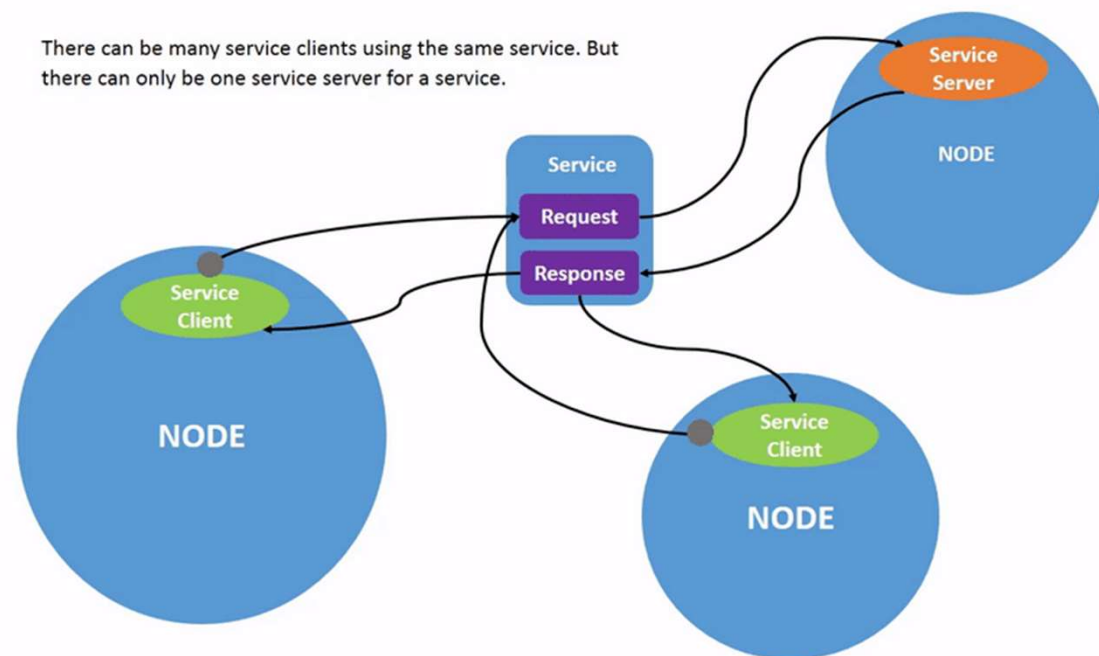 There can be many service clients using the same service. But
there can only be one service server for a service.
Service
Server
NODE
Service
Request
Response
Service
Client
NODE
Service
Client
NODE